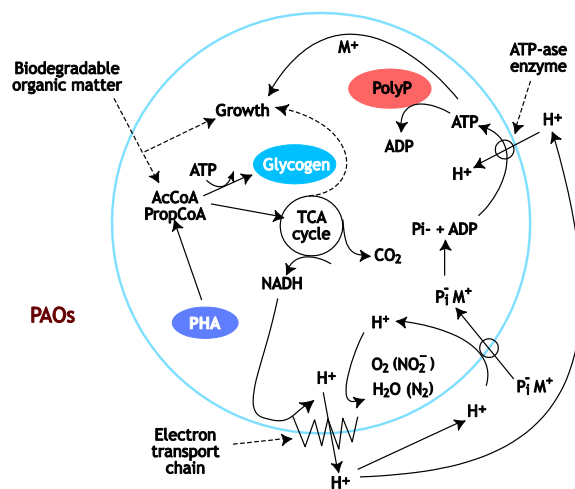 M+
ATP-ase
enzyme
Biodegradable
organic matter
PolyP
Growth
ATP
H+
ADP
H+
ATP
Glycogen
AcCoA
PropCoA
TCA
cycle
Pi- + ADP
CO2
NADH
Pi- M+
PAOs
PHA
H+
O2 (NO2-)
H2O (N2)
H+
Pi- M+
H+
Electron
transport
chain
H+